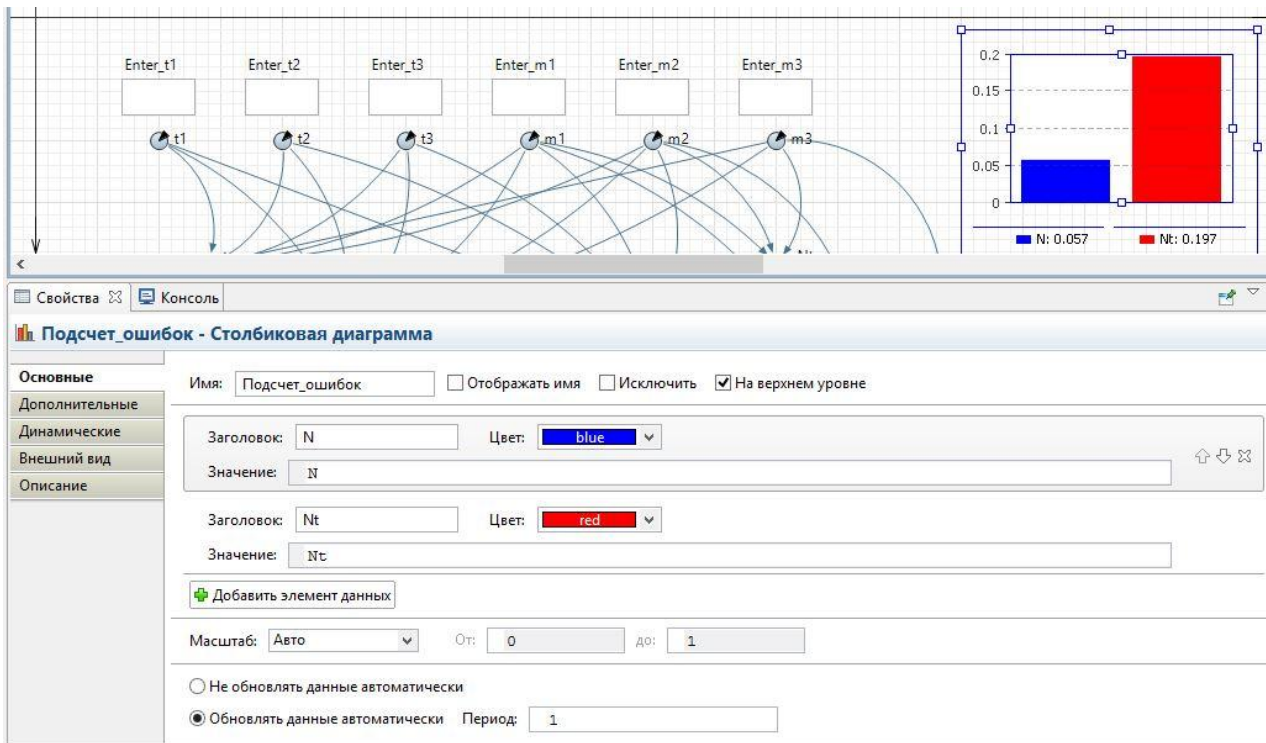 Enter_t1 Enter_t2 Enter_t3 Enter_m1 Enter_m2 Enter_m3
t1 t2 t3 m1 m2 m3
0.2
0.15
0.1
0.05
0
N: 0.057 Nt: 0.197
Свойства Консоль
Подсчет_ошибок - Столбиковая диаграмма
Основные
Дополнительные
Динамические
Внешний вид
Описание
Имя: Подсчет_ошибок Отображать имя Исключить На верхнем уровне
Заголовок: N Цвет: blue
Значение: N
Заголовок: Nt Цвет: red
Значение: Nt
Добавить элемент данных
Масштаб: Авто От: 0 до: 1
Не обновлять данные автоматически
Обновлять данные автоматически Период: 1